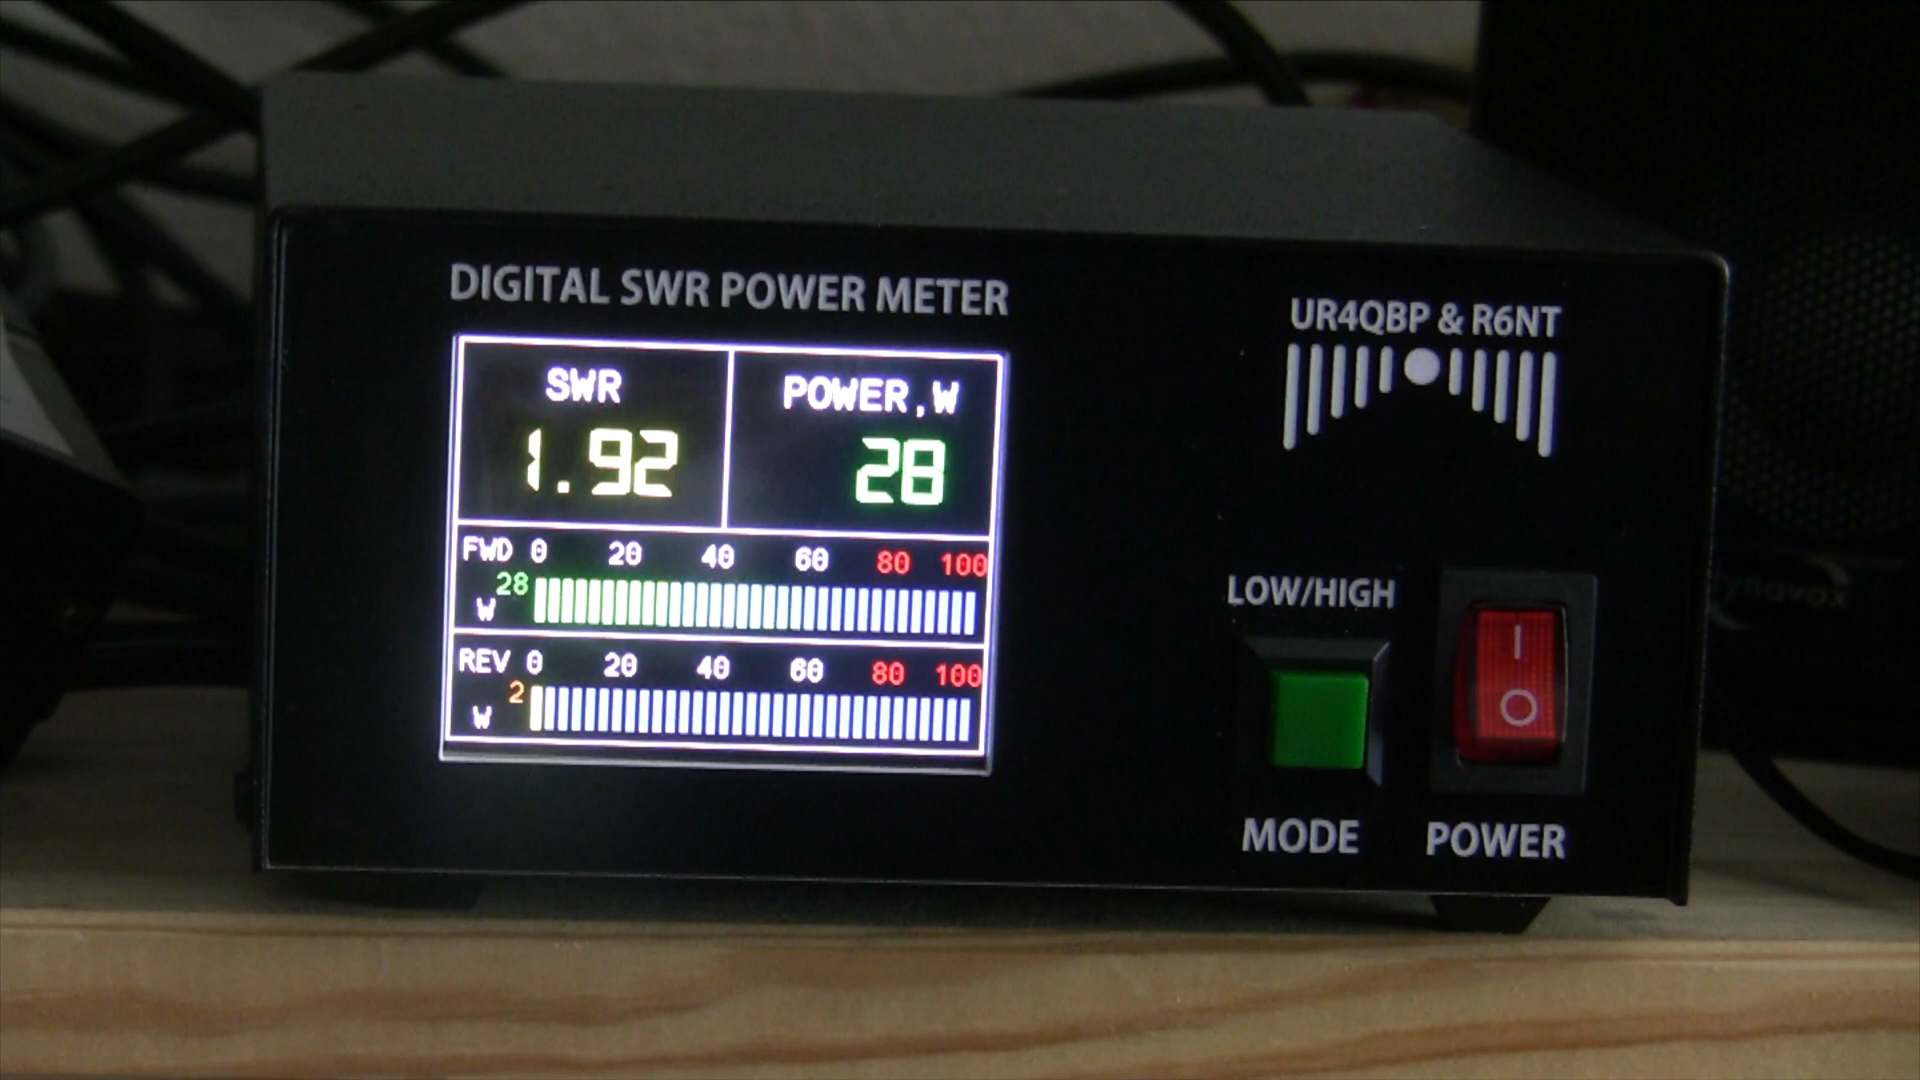 DIGITAL SWR POWER METER
UR4QBP & R6NT
SWR
POWER,W
1.92
28
FWD 0 20 40 60 80 100
28
W
REV 0 20 40 60 80 100
2
W
LOW/HIGH
I
O
MODE
POWER